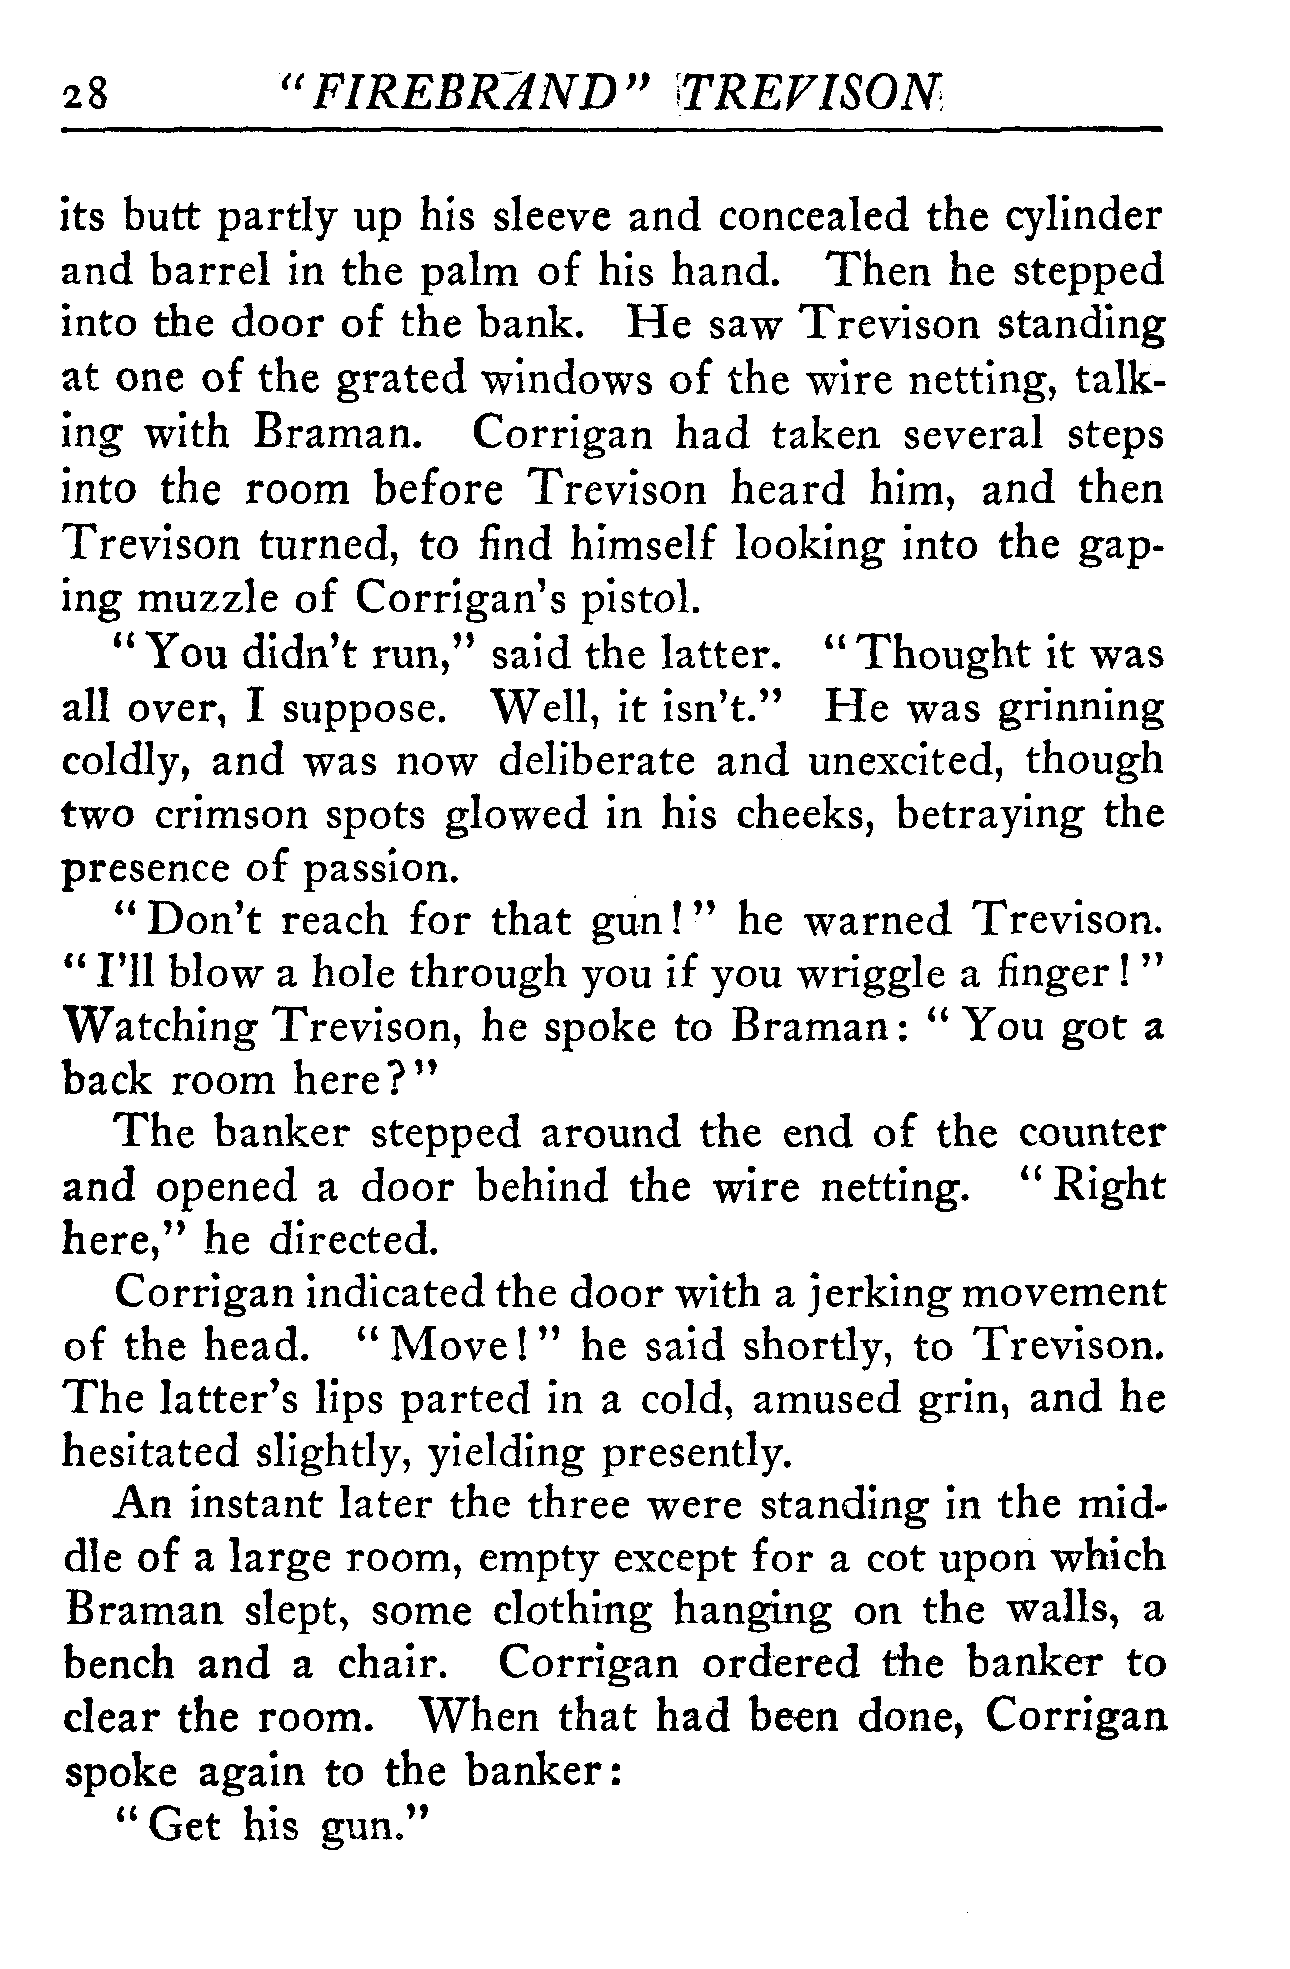 28 "FIREBRAND" TREVISON
its butt partly up his sleeve and concealed the cylinder
and barrel in the palm of his hand. Then he stepped
into the door of the bank. He saw Trevison standing
at one of the grated windows of the wire netting, talk-
ing with Braman. Corrigan had taken several steps
into the room before Trevison heard him, and then
Trevison turned, to find himself looking into the gap-
ing muzzle of Corrigan's pistol.
"You didn't run," said the latter. "Thought it was
all over, I suppose. Well, it isn't." He was grinning
coldly, and was now deliberate and unexcited, though
two crimson spots glowed in his cheeks, betraying the
presence of passion.
"Don't reach for that gun!" he warned Trevison.
"I'll blow a hole through you if you wriggle a finger!"
Watching Trevison, he spoke to Braman: "You got a
back room here?"
The banker stepped around the end of the counter
and opened a door behind the wire netting. "Right
here," he directed.
Corrigan indicated the door with a jerking movement
of the head. "Move!" he said shortly, to Trevison.
The latter's lips parted in a cold, amused grin, and he
hesitated slightly, yielding presently.
An instant later the three were standing in the mid-
dle of a large room, empty except for a cot upon which
Braman slept, some clothing hanging on the walls, a
bench and a chair. Corrigan ordered the banker to
clear the room. When that had been done, Corrigan
spoke again to the banker:
"Get his gun."